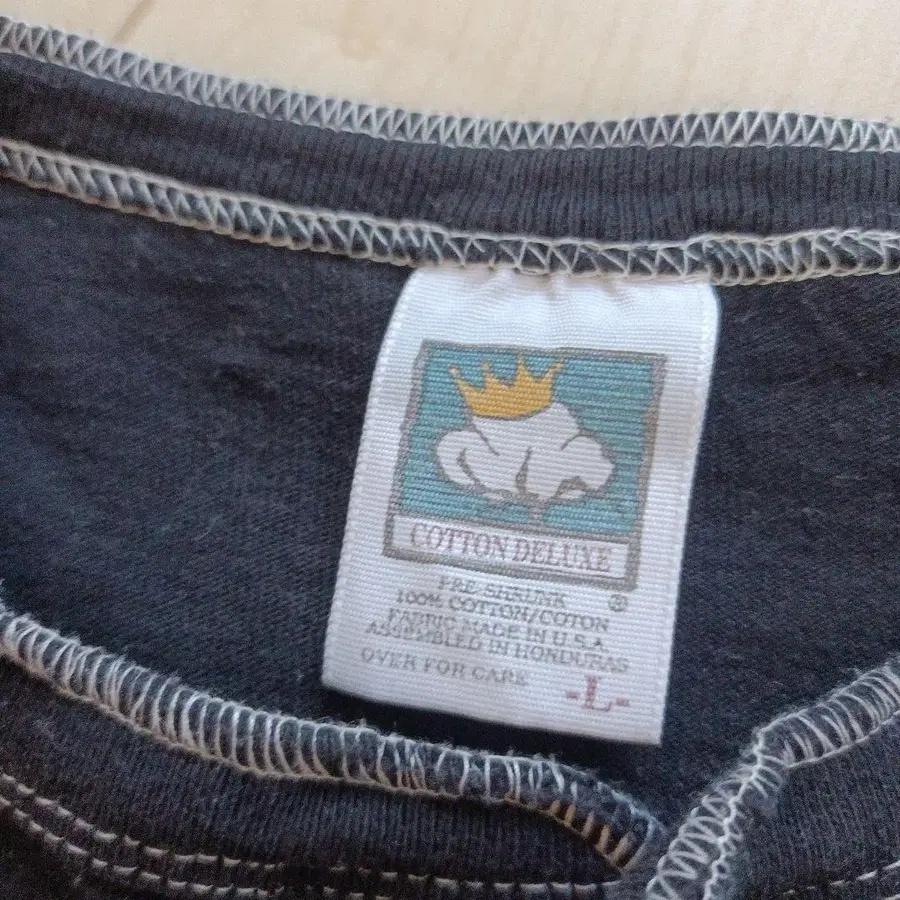 COTTON DELUXE
®
PRE-SHRUNK
100% COTTON/COTON
FABRIC MADE IN U.S.A.
ASSEMBLED IN HONDURAS
OVER FOR CARE
-L-